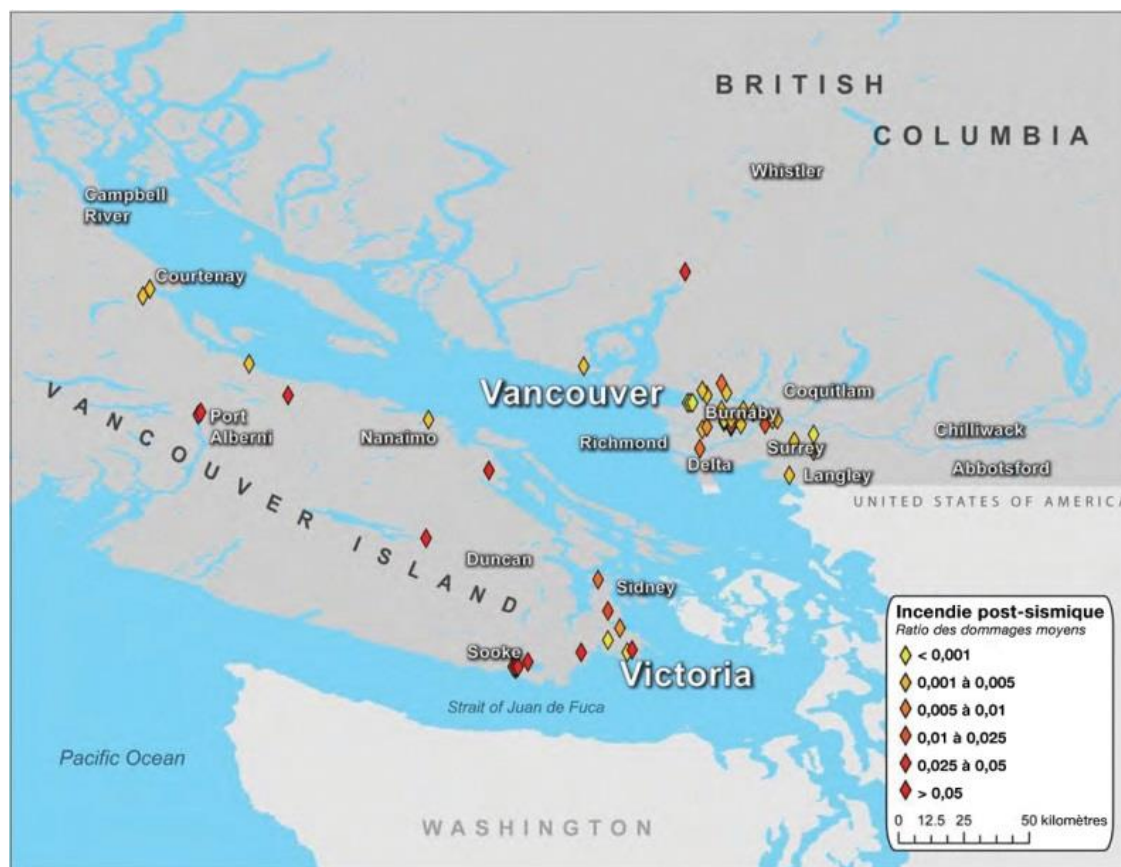 BRITISH
COLUMBIA
Whistler
Campbell
River
Courtenay
Vancouver
Coquitlam
Burnaby
Port
Alberni
Nanaimo
Richmond
Surrey
Chilliwack
Delta
Langley
Abbotsford
UNITED STATES OF AMERICA
VANCOUVER ISLAND
Duncan
Sidney
Sooke
Victoria
Strait of Juan de Fuca
Pacific Ocean
WASHINGTON
Incendie post-sismique
Ratio des dommages moyens
< 0,001
0,001 à 0,005
0,005 à 0,01
0,01 à 0,025
0,025 à 0,05
> 0,05
0 12.5 25 50 kilomètres